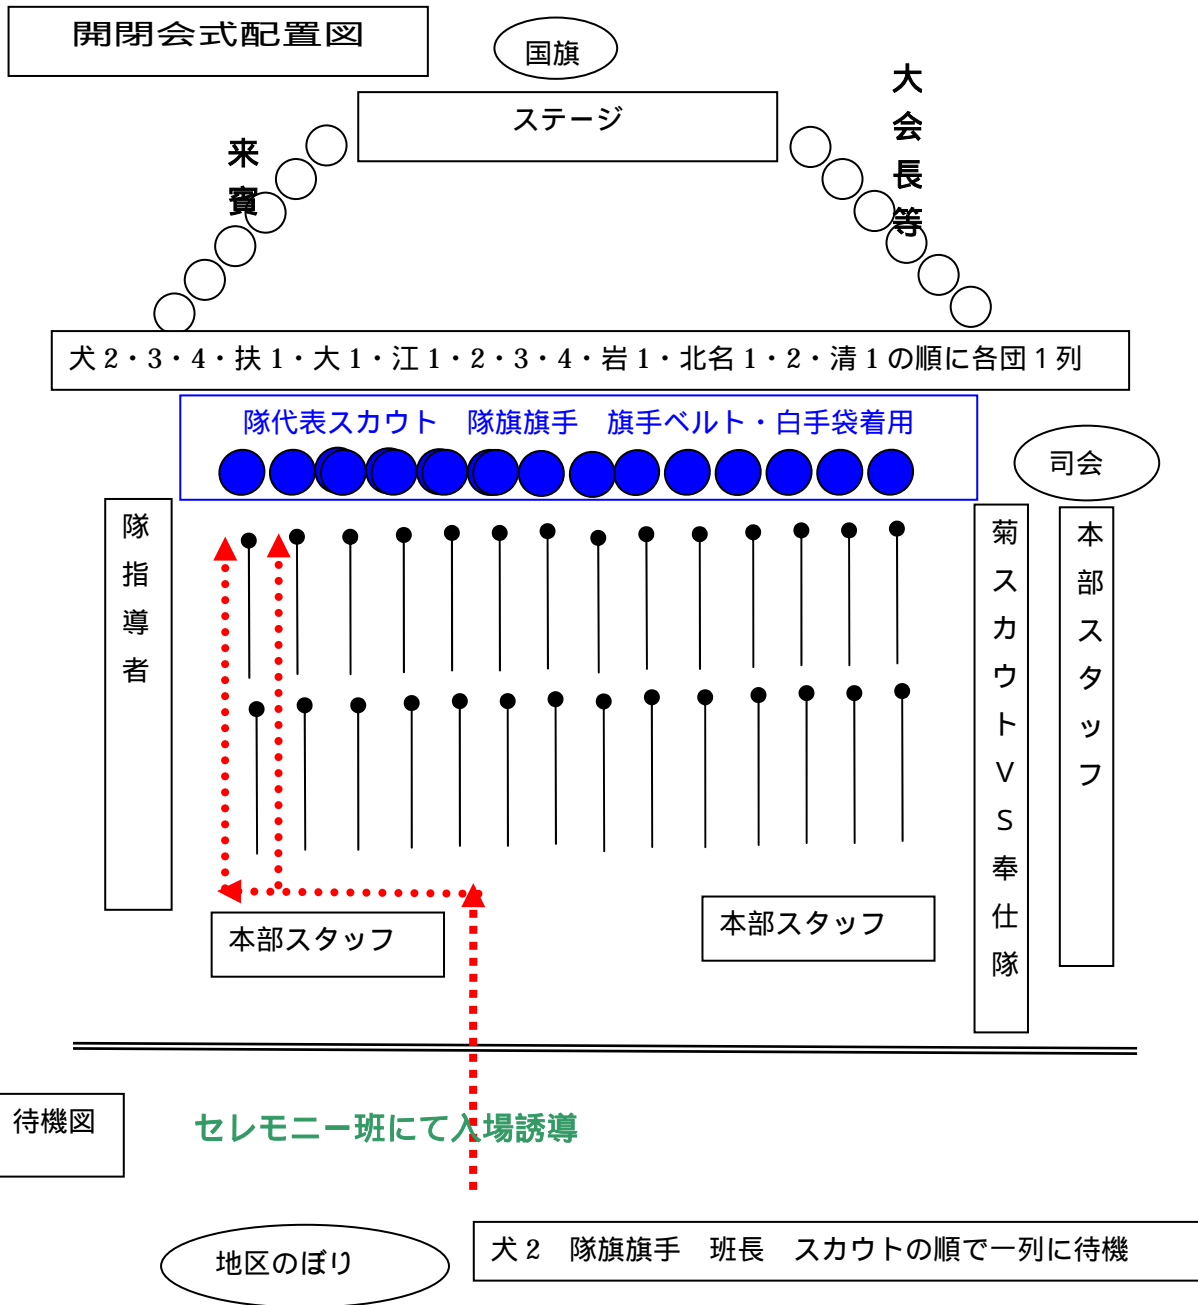 開閉会式配置図
国旗
ステージ
来賓
大会長等
犬2・3・4・扶1・大1・江1・2・3・4・岩1・北名1・2・清1の順に各団1列
隊代表スカウト　隊旗旗手　旗手ベルト・白手袋着用
司会
隊指導者
菊スカウトVS奉仕隊
本部スタッフ
本部スタッフ
本部スタッフ
待機図
セレモニー班にて入場誘導
地区のぼり
犬2　隊旗旗手　班長　スカウトの順で一列に待機